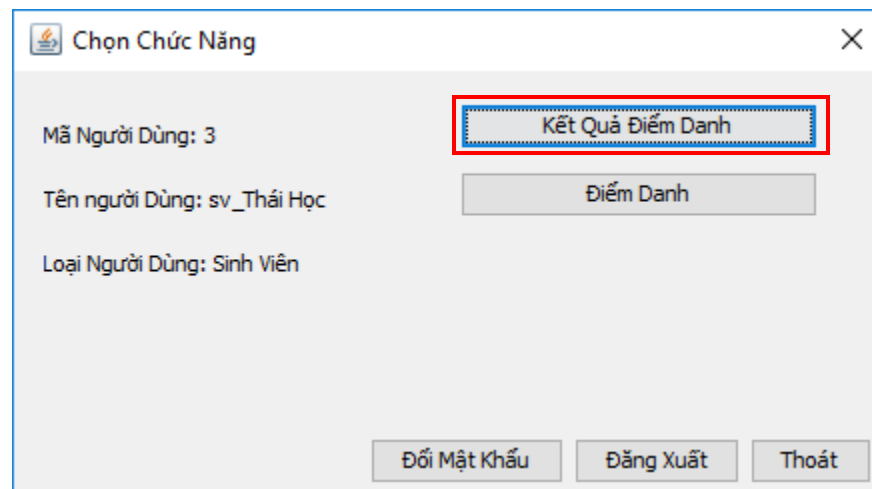 Chọn Chức Năng
Mã Người Dùng: 3
Kết Quả Điểm Danh
Tên người Dùng: sv_Thái Học
Điểm Danh
Loại Người Dùng: Sinh Viên
Đổi Mật Khẩu
Đăng Xuất
Thoát